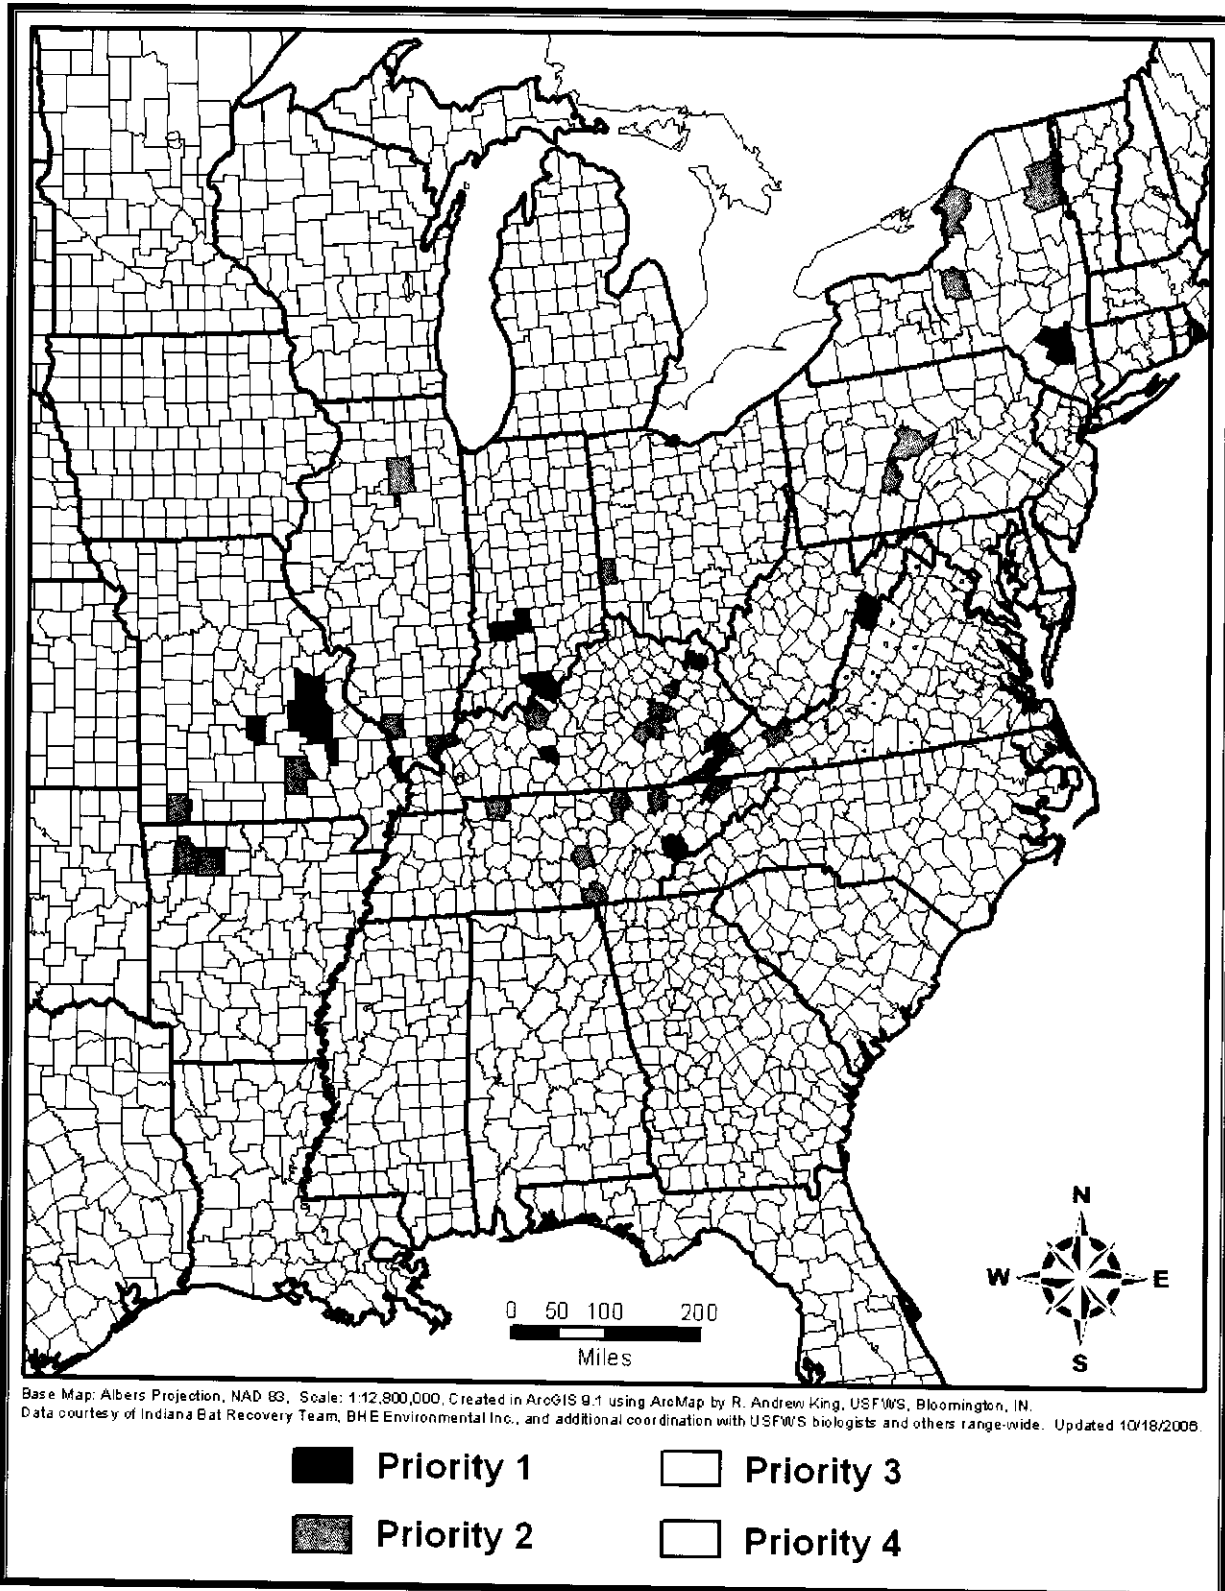 N
W E
S
0 50 100 200
Miles
Base Map: Albers Projection, NAD 83, Scale: 1:12,800,000, Created in ArcGIS 9.1 using ArcMap by R. Andrew King, USFWS, Bloomington, IN.
Data courtesy of Indiana Bat Recovery Team, BHE Environmental Inc., and additional coordination with USFWS biologists and others range-wide. Updated 10/18/2006.
Priority 1 Priority 3
Priority 2 Priority 4